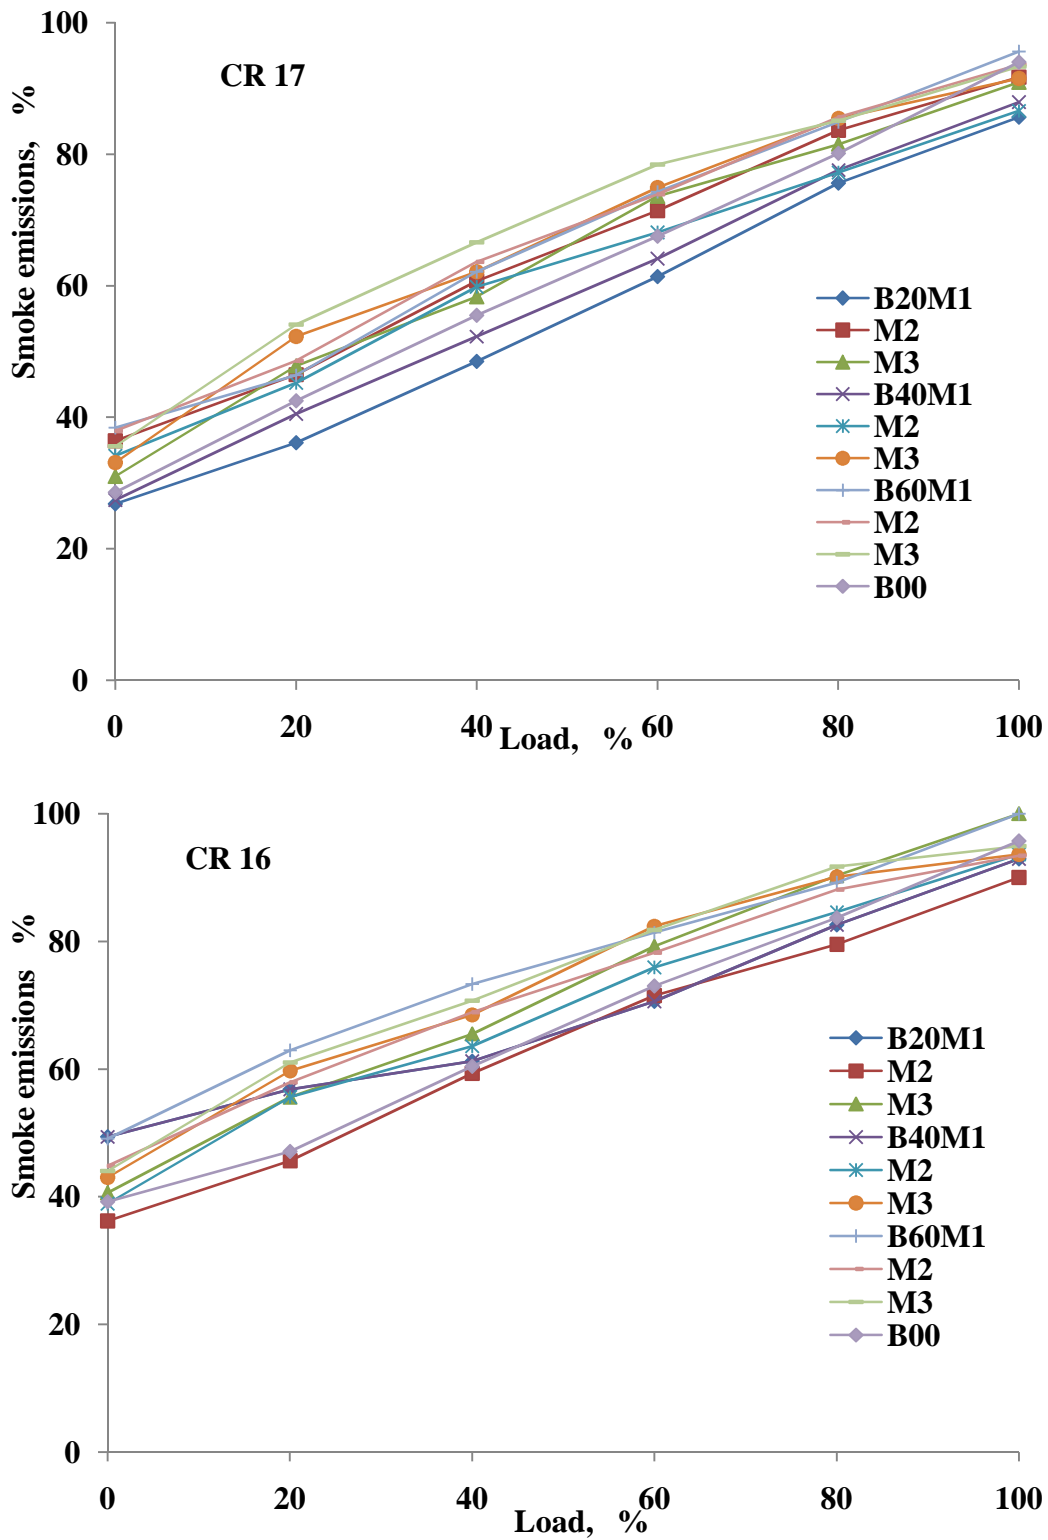 100
80
60
40
20
0
Smoke emissions, %
CR 17
B20M1
M2
M3
B40M1
M2
M3
B60M1
M2
M3
B00
0 20 40 60 80 100
Load, %
100
80
60
40
20
0
Smoke emissions %
CR 16
B20M1
M2
M3
B40M1
M2
M3
B60M1
M2
M3
B00
0 20 40 60 80 100
Load, %